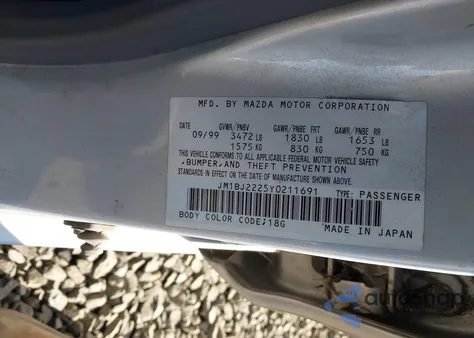 MFD. BY MAZDA MOTOR CORPORATION
DATE GVWR/PNBV GAWR/PNBE FRT GAWR/PNBE RR
09/99 3472 LB 1830 LB 1653 LB
1575 KG 830 KG 750 KG
THIS VEHICLE CONFORMS TO ALL APPLICABLE FEDERAL MOTOR VEHICLE SAFETY
,BUMPER,AND THEFT PREVENTION
STANDARDS IN EFFECT ON THE DATE OF MANUFACTURE SHOWN ABOVE.
JM1BJ2225Y0211691 TYPE: PASSENGER
BODY COLOR CODE;18G MADE IN JAPAN
autosnap